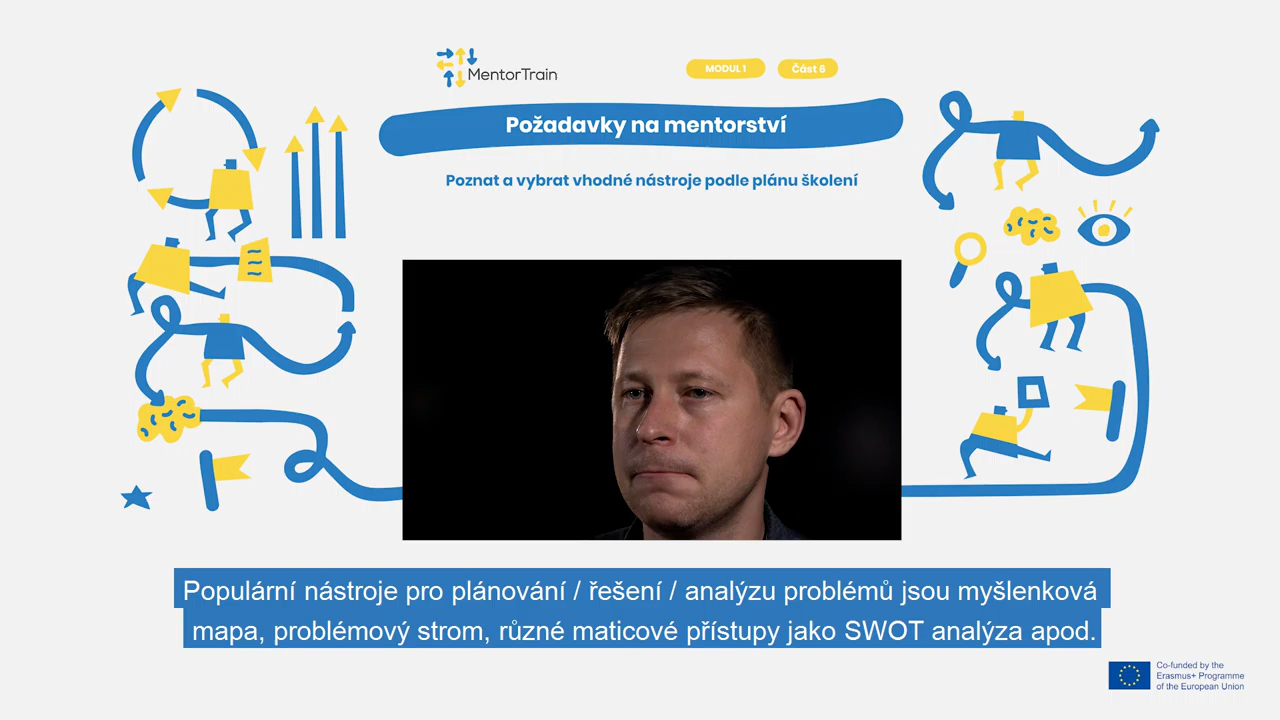 MentorTrain
MODUL 1
Část 6
Požadavky na mentorství
Poznat a vybrat vhodné nástroje podle plánu školení
Populární nástroje pro plánování / řešení / analýzu problémů jsou myšlenková
mapa, problémový strom, různé maticové přístupy jako SWOT analýza apod.
Co-funded by the
Erasmus+ Programme
of the European Union